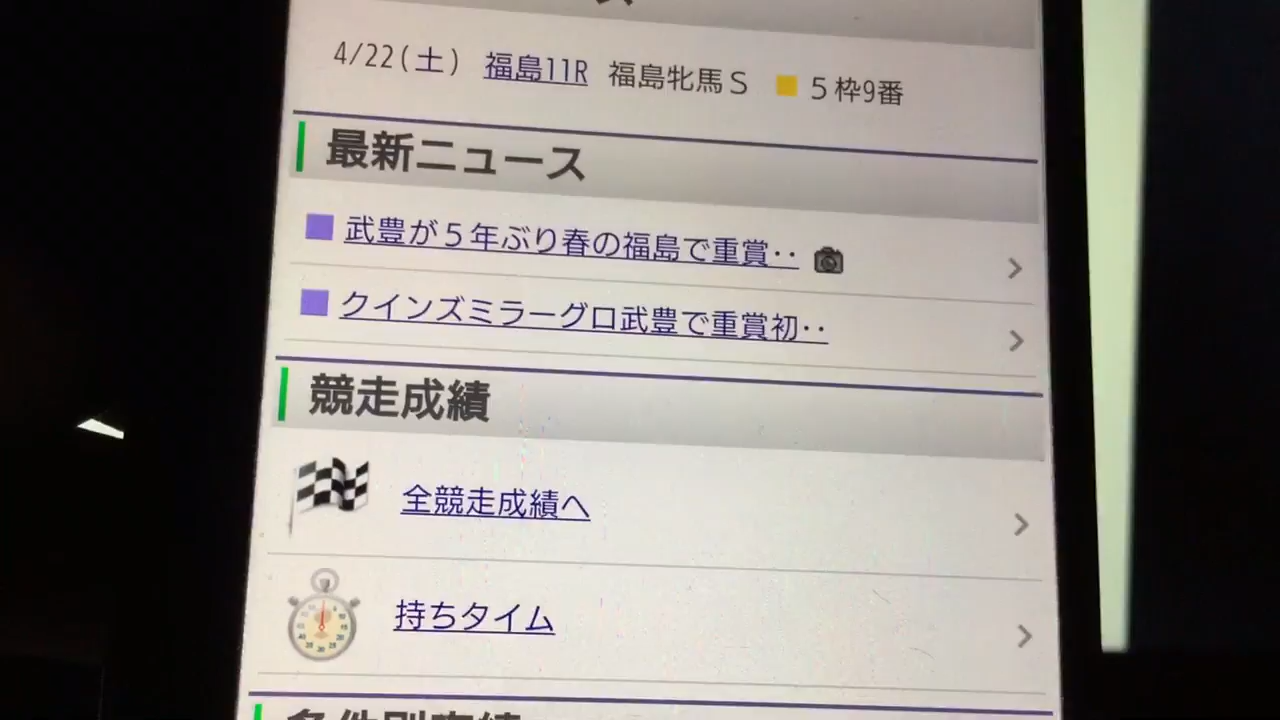 4/22(土) 福島11R 福島牝馬S 5枠9番
最新ニュース
武豊が5年ぶり春の福島で重賞‥
クインズミラーグロ武豊で重賞初‥
競走成績
全競走成績へ
持ちタイム